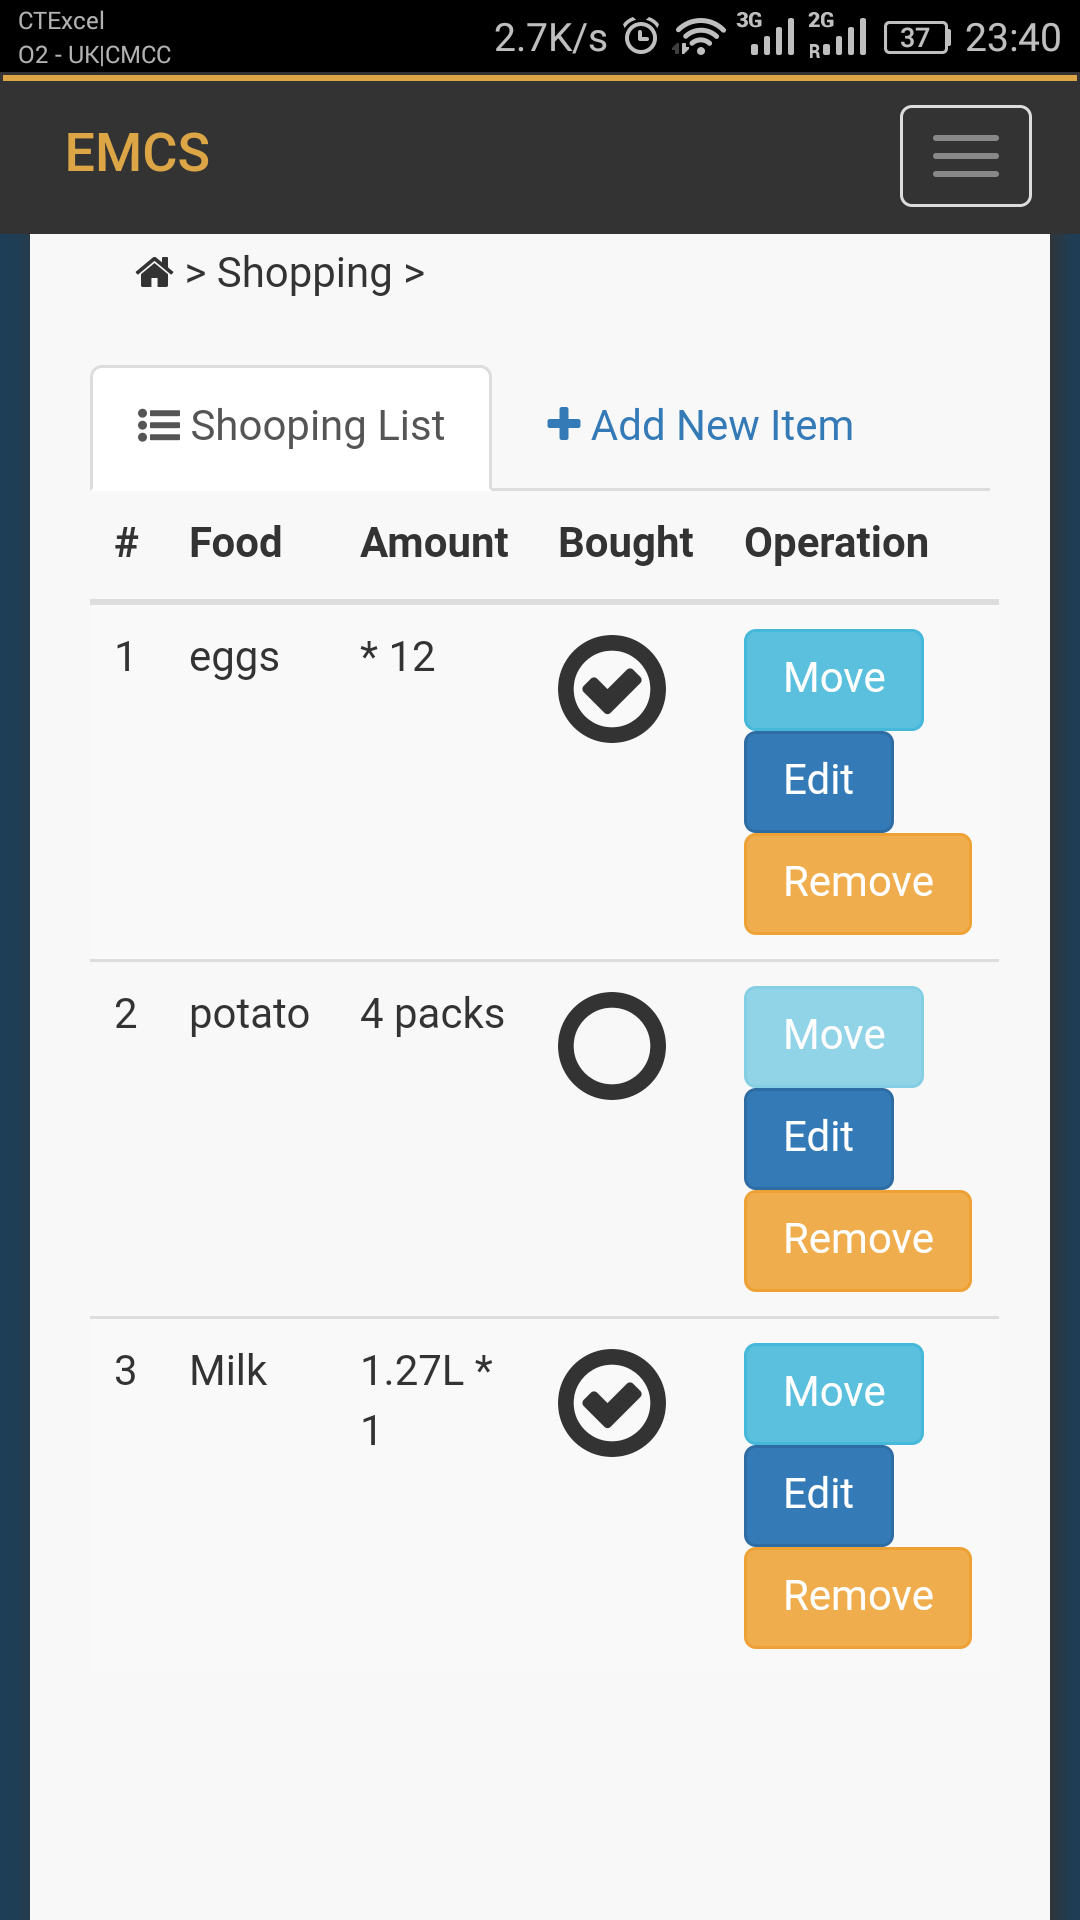 CTExcel
O2 - UK|CMCC
2.7K/s 3G 2G R 37 23:40
EMCS
> Shopping >
Shooping List
Add New Item
# Food Amount Bought Operation
1 eggs * 12 Move
Edit
Remove
2 potato 4 packs Move
Edit
Remove
3 Milk 1.27L * Move
1
Edit
Remove